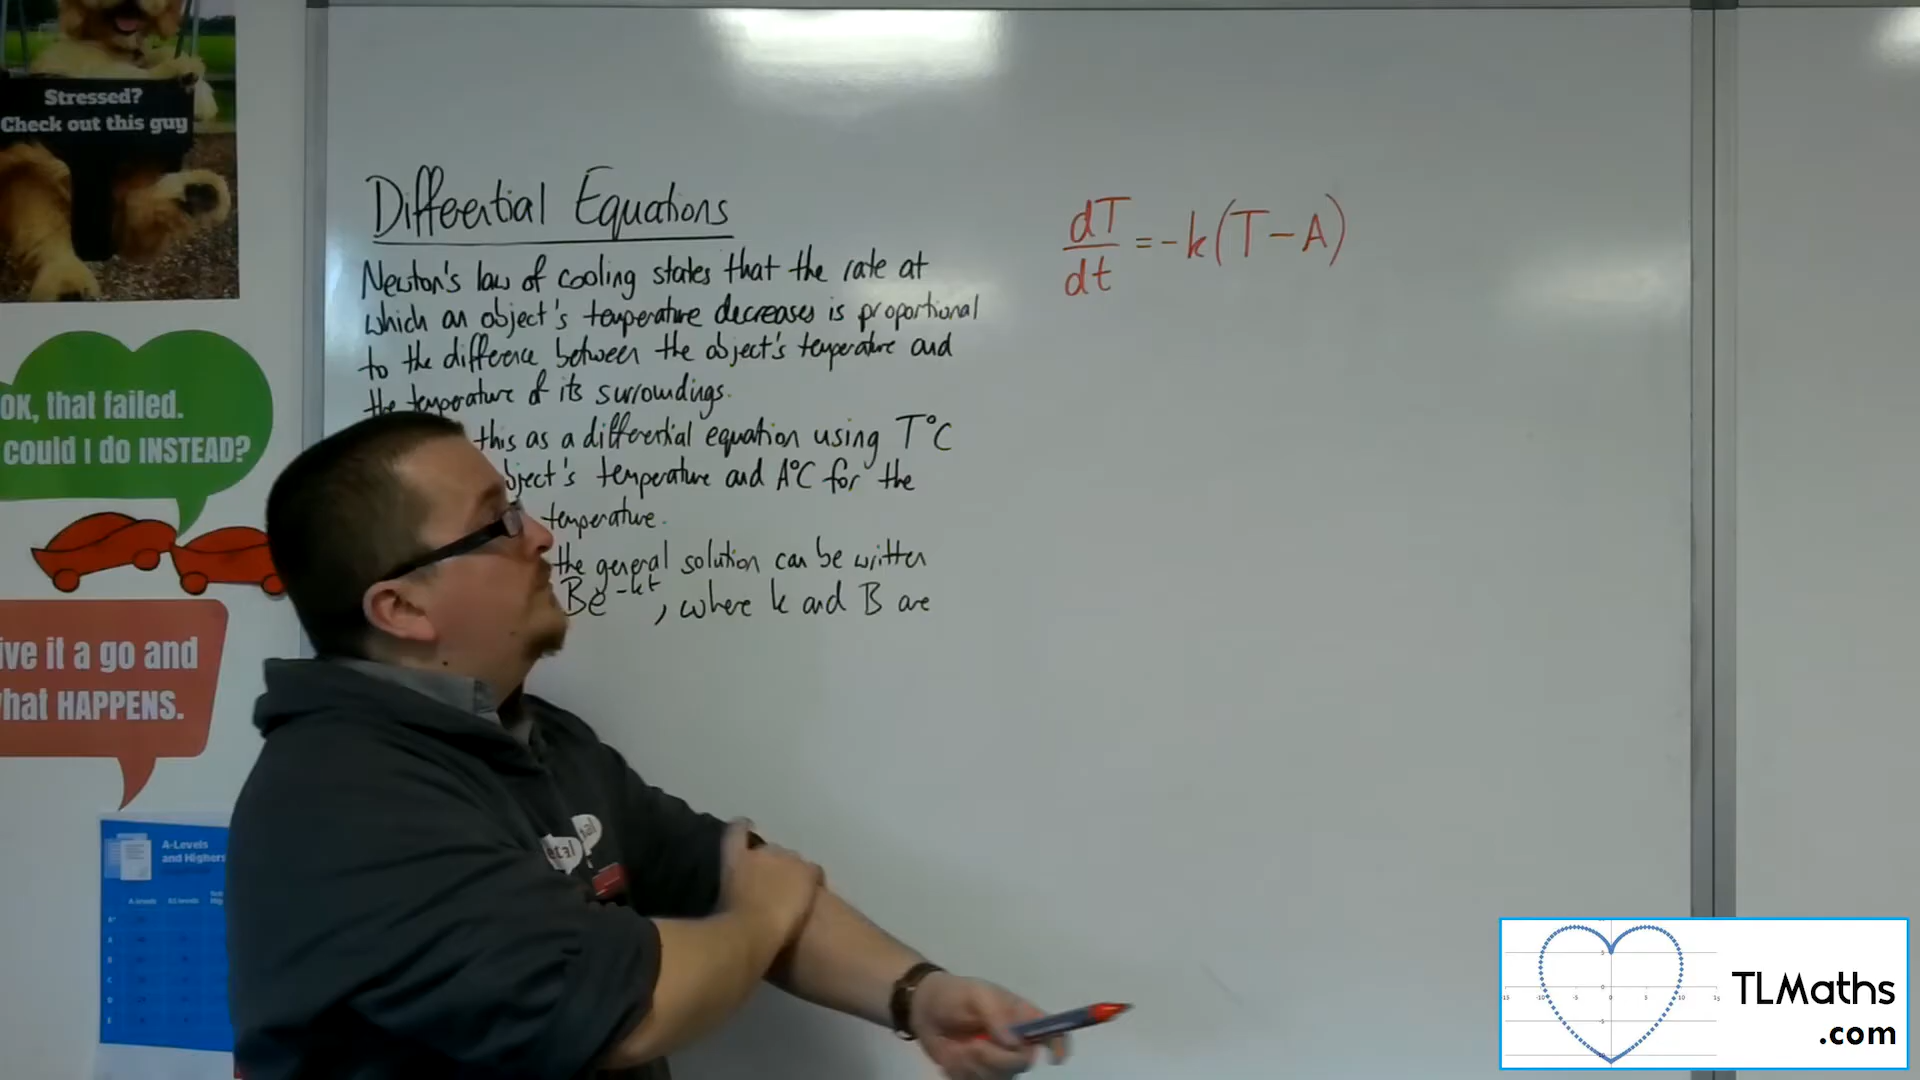 Stressed?
Check out this guy
OK, that failed.
could I do INSTEAD?
ive it a go and
hat HAPPENS.
A-Levels
and Highers
Differential Equations
Newton's law of cooling states that the rate at
which an object's temperature decreases is proportional
to the difference between the object's temperature and
the temperature of its surroundings.
this as a differential equation using T°C
bject's temperature and A°C for the
temperature.
the general solution can be written
Be^-kt, where k and B are
dT/dt = -k(T-A)
TLMaths
.com